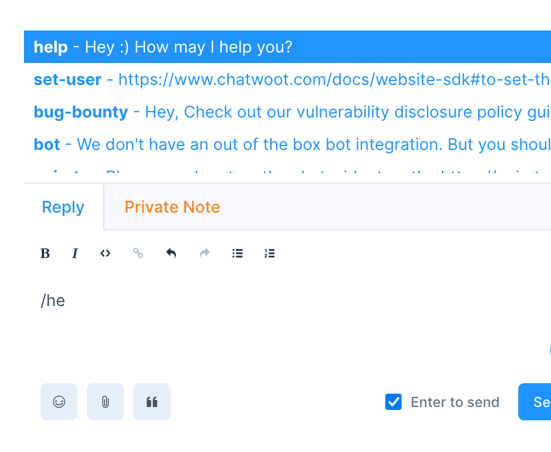 help - Hey :) How may I help you?
set-user - https://www.chatwoot.com/docs/website-sdk#to-set-th
bug-bounty - Hey, Check out our vulnerability disclosure policy gui
bot - We don't have an out of the box bot integration. But you shoul
Reply Private Note
/he
Enter to send Se